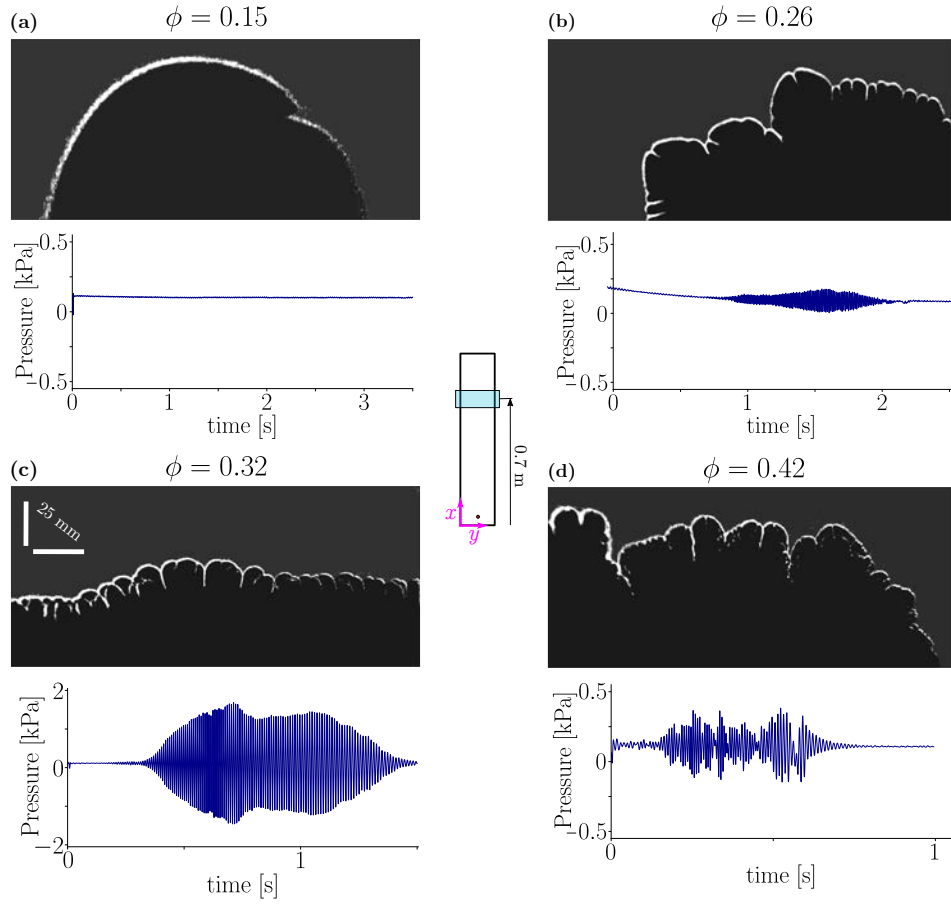 (a) ϕ = 0.15
0.5
0
−0.5
Pressure [kPa]
0 1 2 3
time [s]
(b) ϕ = 0.26
0.5
0
−0.5
Pressure [kPa]
0 1 2
time [s]
0.7 m
x
y
(c) ϕ = 0.32
25 mm
2
0
−2
Pressure [kPa]
0 1
time [s]
(d) ϕ = 0.42
0.5
0
−0.5
Pressure [kPa]
0 0.5 1
time [s]